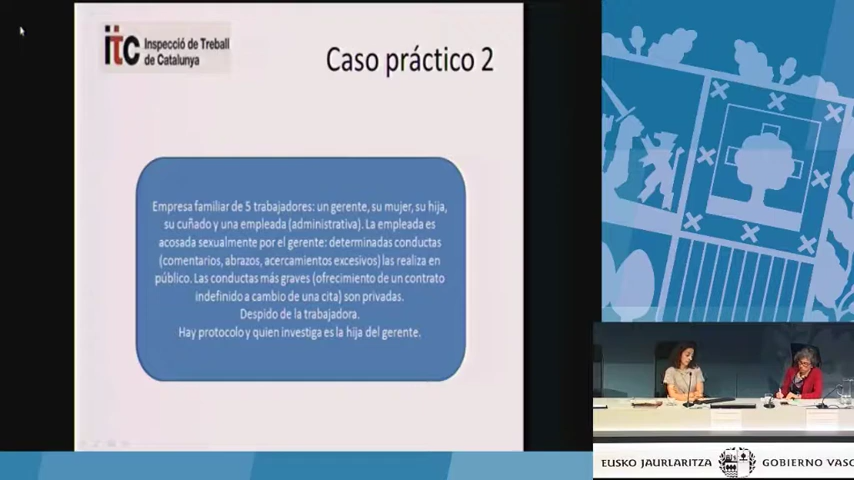 itc Inspecció de Treball
de Catalunya
Caso práctico 2
Empresa familiar de 5 trabajadores: un gerente, su mujer, su hija,
su cuñado y una empleada (administrativa). La empleada es
acosada sexualmente por el gerente: determinadas conductas
(comentarios, abrazos, acercamientos excesivos) las realiza en
público. Las conductas más graves (ofrecimiento de un contrato
indefinido a cambio de una cita) son privadas.
Despido de la trabajadora.
Hay protocolo y quien investiga es la hija del gerente.
EUSKO JAURLARITZA GOBIERNO VASC